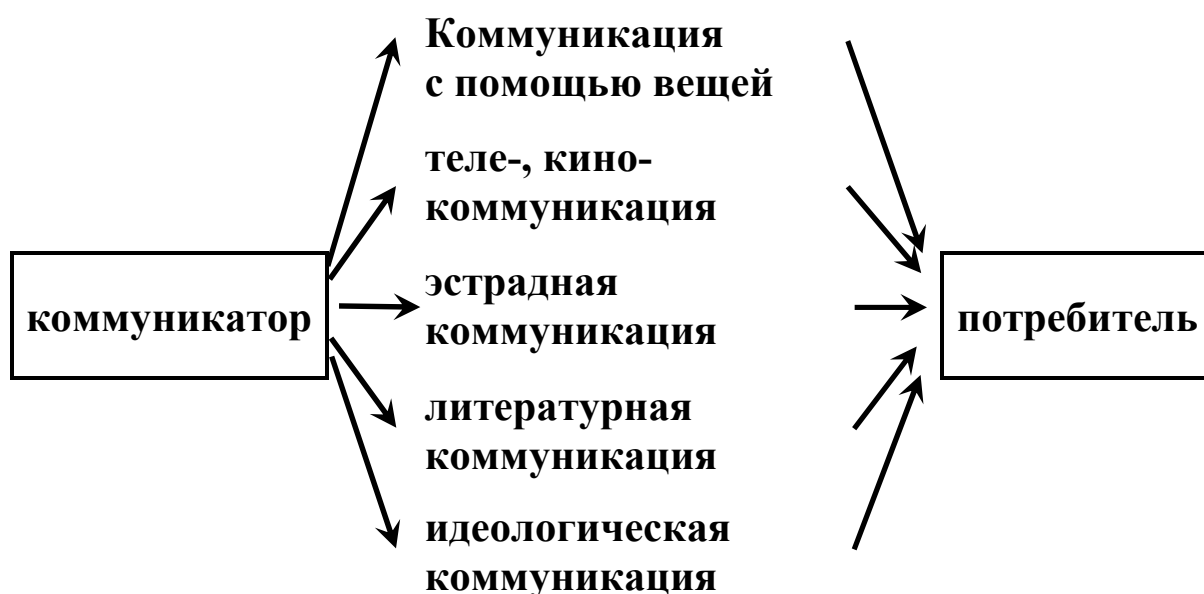 Коммуникация
с помощью вещей
теле-, кино-
коммуникация
эстрадная
коммуникация
коммуникатор
потребитель
литературная
коммуникация
идеологическая
коммуникация